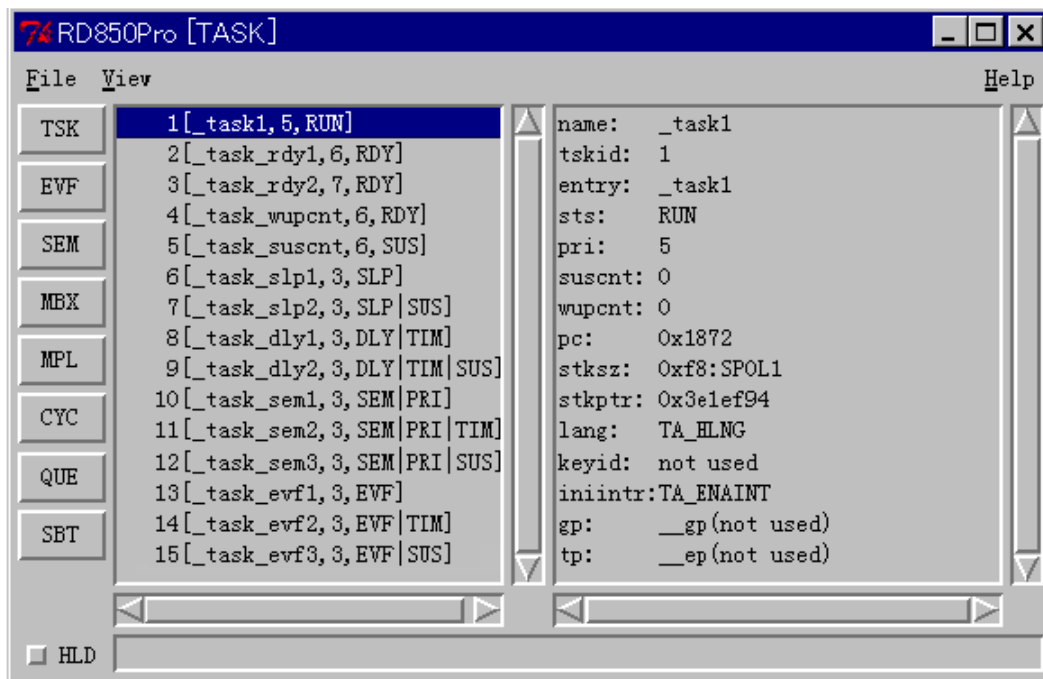 RD850Pro [TASK]
File View Help
TSK
EVF
SEM
MBX
MPL
CYC
QUE
SBT
1[_task1,5,RUN]
2[_task_rdy1,6,RDY]
3[_task_rdy2,7,RDY]
4[_task_wupcnt,6,RDY]
5[_task_suscnt,6,SUS]
6[_task_slp1,3,SLP]
7[_task_slp2,3,SLP|SUS]
8[_task_dly1,3,DLY|TIM]
9[_task_dly2,3,DLY|TIM|SUS]
10[_task_sem1,3,SEM|PRI]
11[_task_sem2,3,SEM|PRI|TIM]
12[_task_sem3,3,SEM|PRI|SUS]
13[_task_evf1,3,EVF]
14[_task_evf2,3,EVF|TIM]
15[_task_evf3,3,EVF|SUS]
name: _task1
tskid: 1
entry: _task1
sts: RUN
pri: 5
suscnt: 0
wupcnt: 0
pc: 0x1872
stksz: 0xf8:SPOL1
stkptr: 0x3e1ef94
lang: TA_HLNG
keyid: not used
iniintr:TA_ENAINT
gp: __gp(not used)
tp: __ep(not used)
HLD